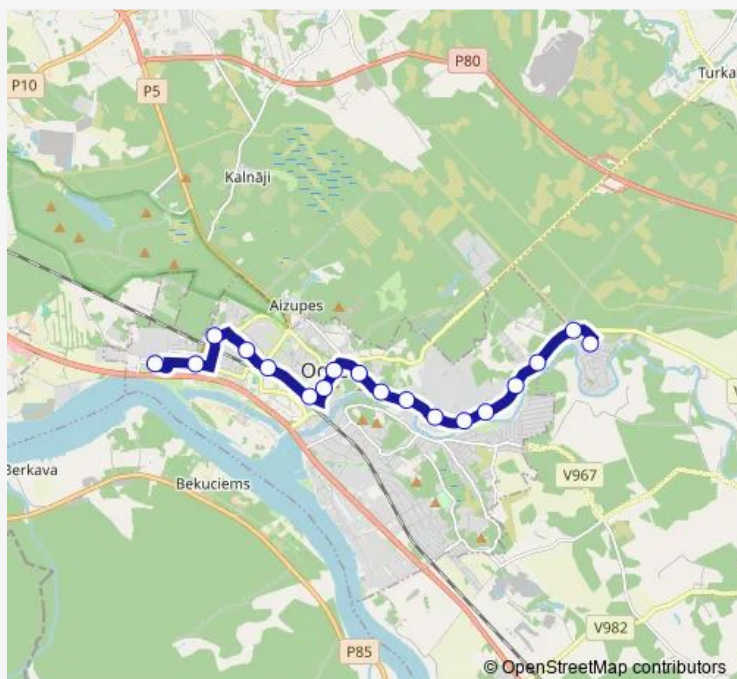 P80
Turka
P10
P5
Kalnāji
Aizupes
Berkava
Bekuciems
V967
V982
P85
© OpenStreetMap contributors